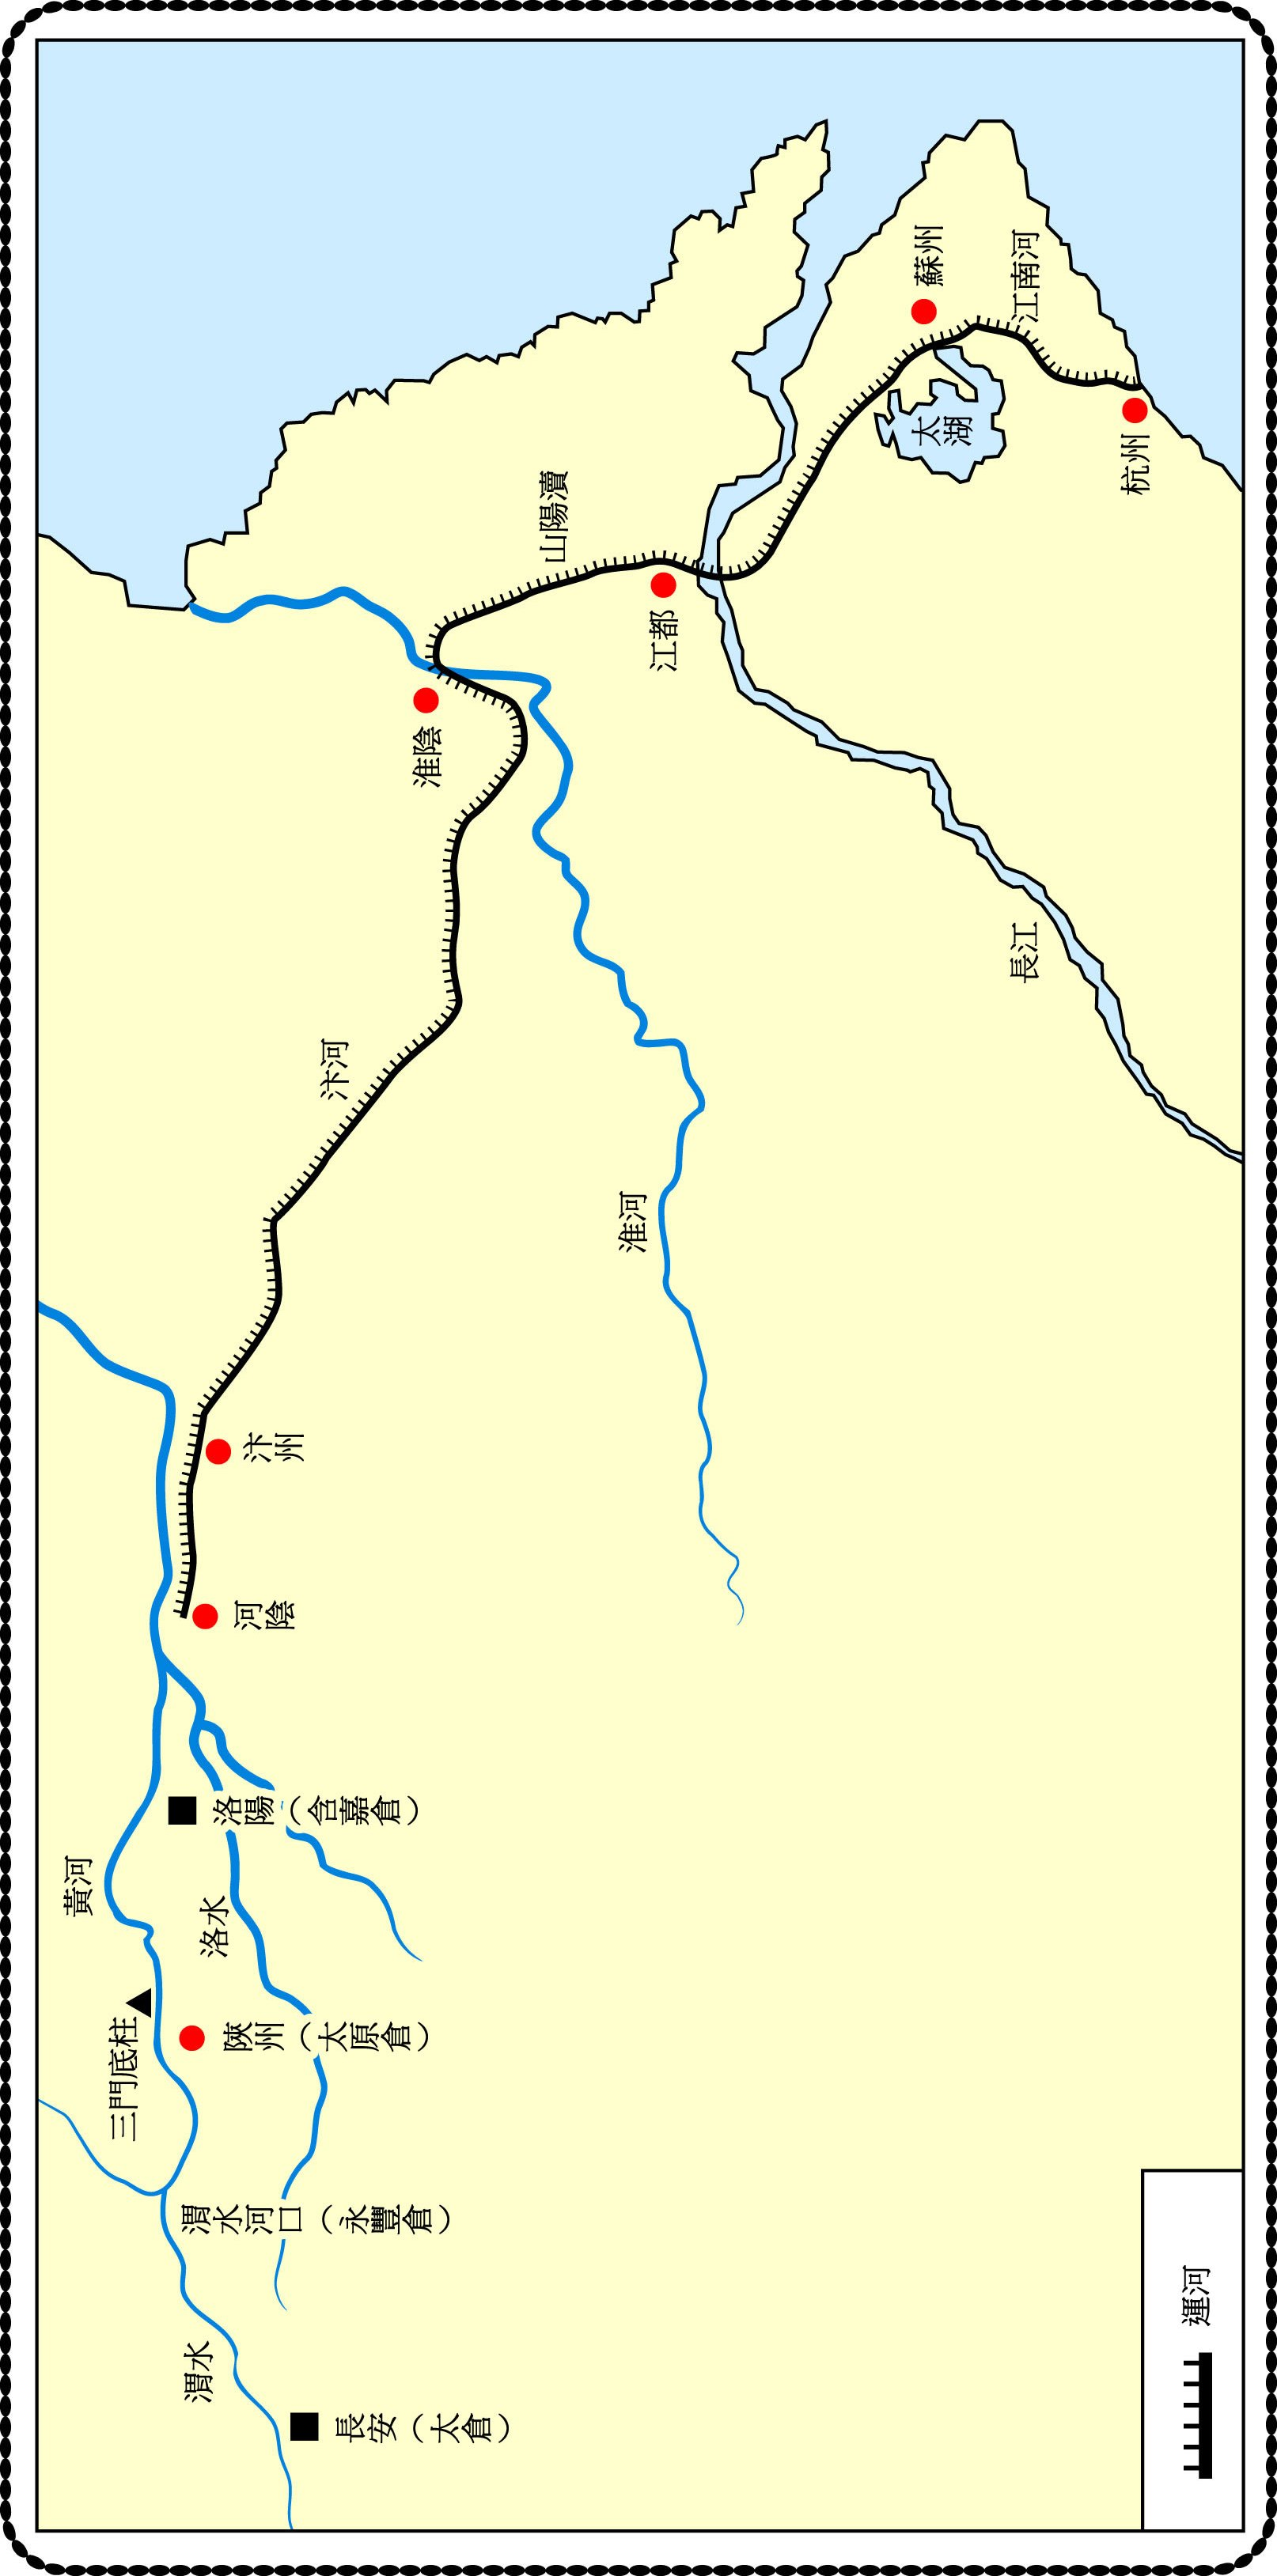 長安（太倉）
渭水
渭水河口（永豐倉）
三門底柱
陝州（太原倉）
黃河
洛水
洛陽（含嘉倉）
河陰
汴州
汴河
淮河
淮陰
山陽瀆
江都
長江
蘇州
太湖
江南河
杭州
運河